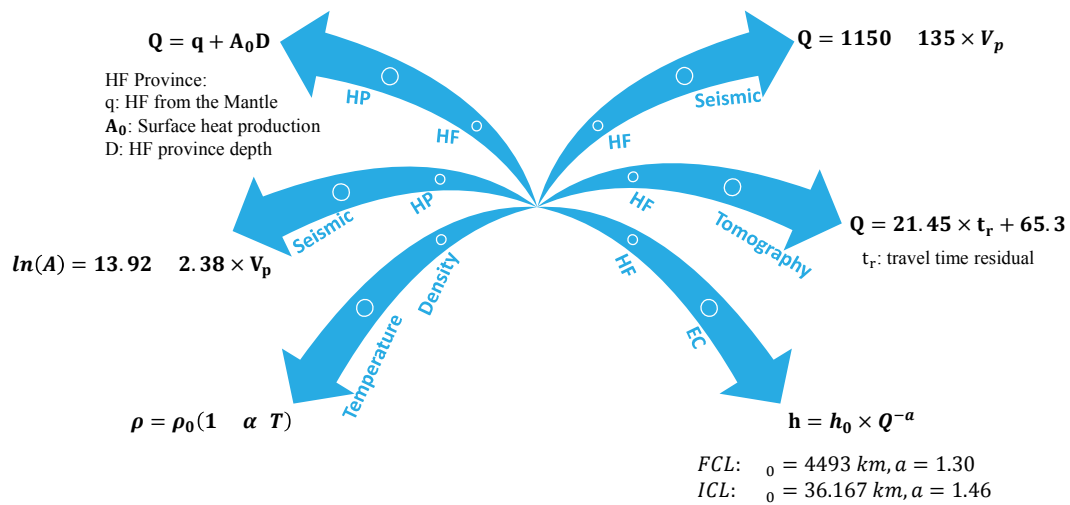 Q = q + A₀D
HF Province:
q: HF from the Mantle
A₀: Surface heat production
D: HF province depth
HP
HF
Q = 1150 135 × Vₚ
Seismic
HF
Seismic
HP
ln(A) = 13.92 2.38 × Vₚ
HF
Tomography
Q = 21.45 × tᵣ + 65.3
tᵣ: travel time residual
Density
Temperature
ρ = ρ₀(1 α T)
HF
EC
h = h₀ × Q⁻ᵃ
FCL: ₀ = 4493 km, a = 1.30
ICL: ₀ = 36.167 km, a = 1.46